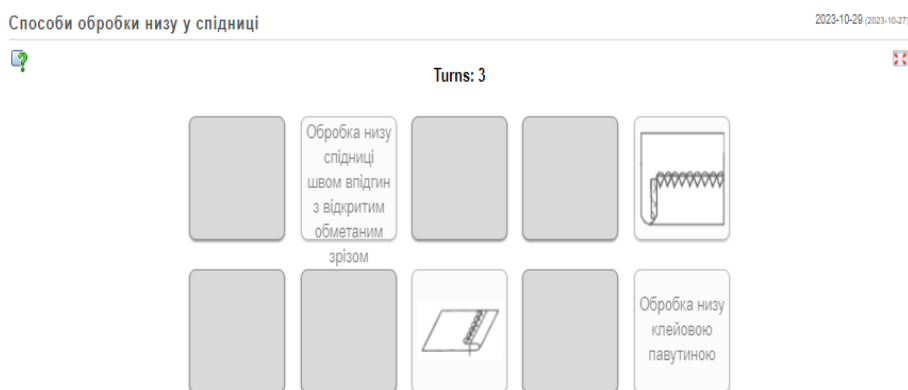 Способи обробки низу у спідниці
2023-10-29 (2023-10-27)
Turns: 3
Обробка низу
спідниці
швом впідгин
з відкритим
обметаним
зрізом
Обробка низу
клейовою
павутиною